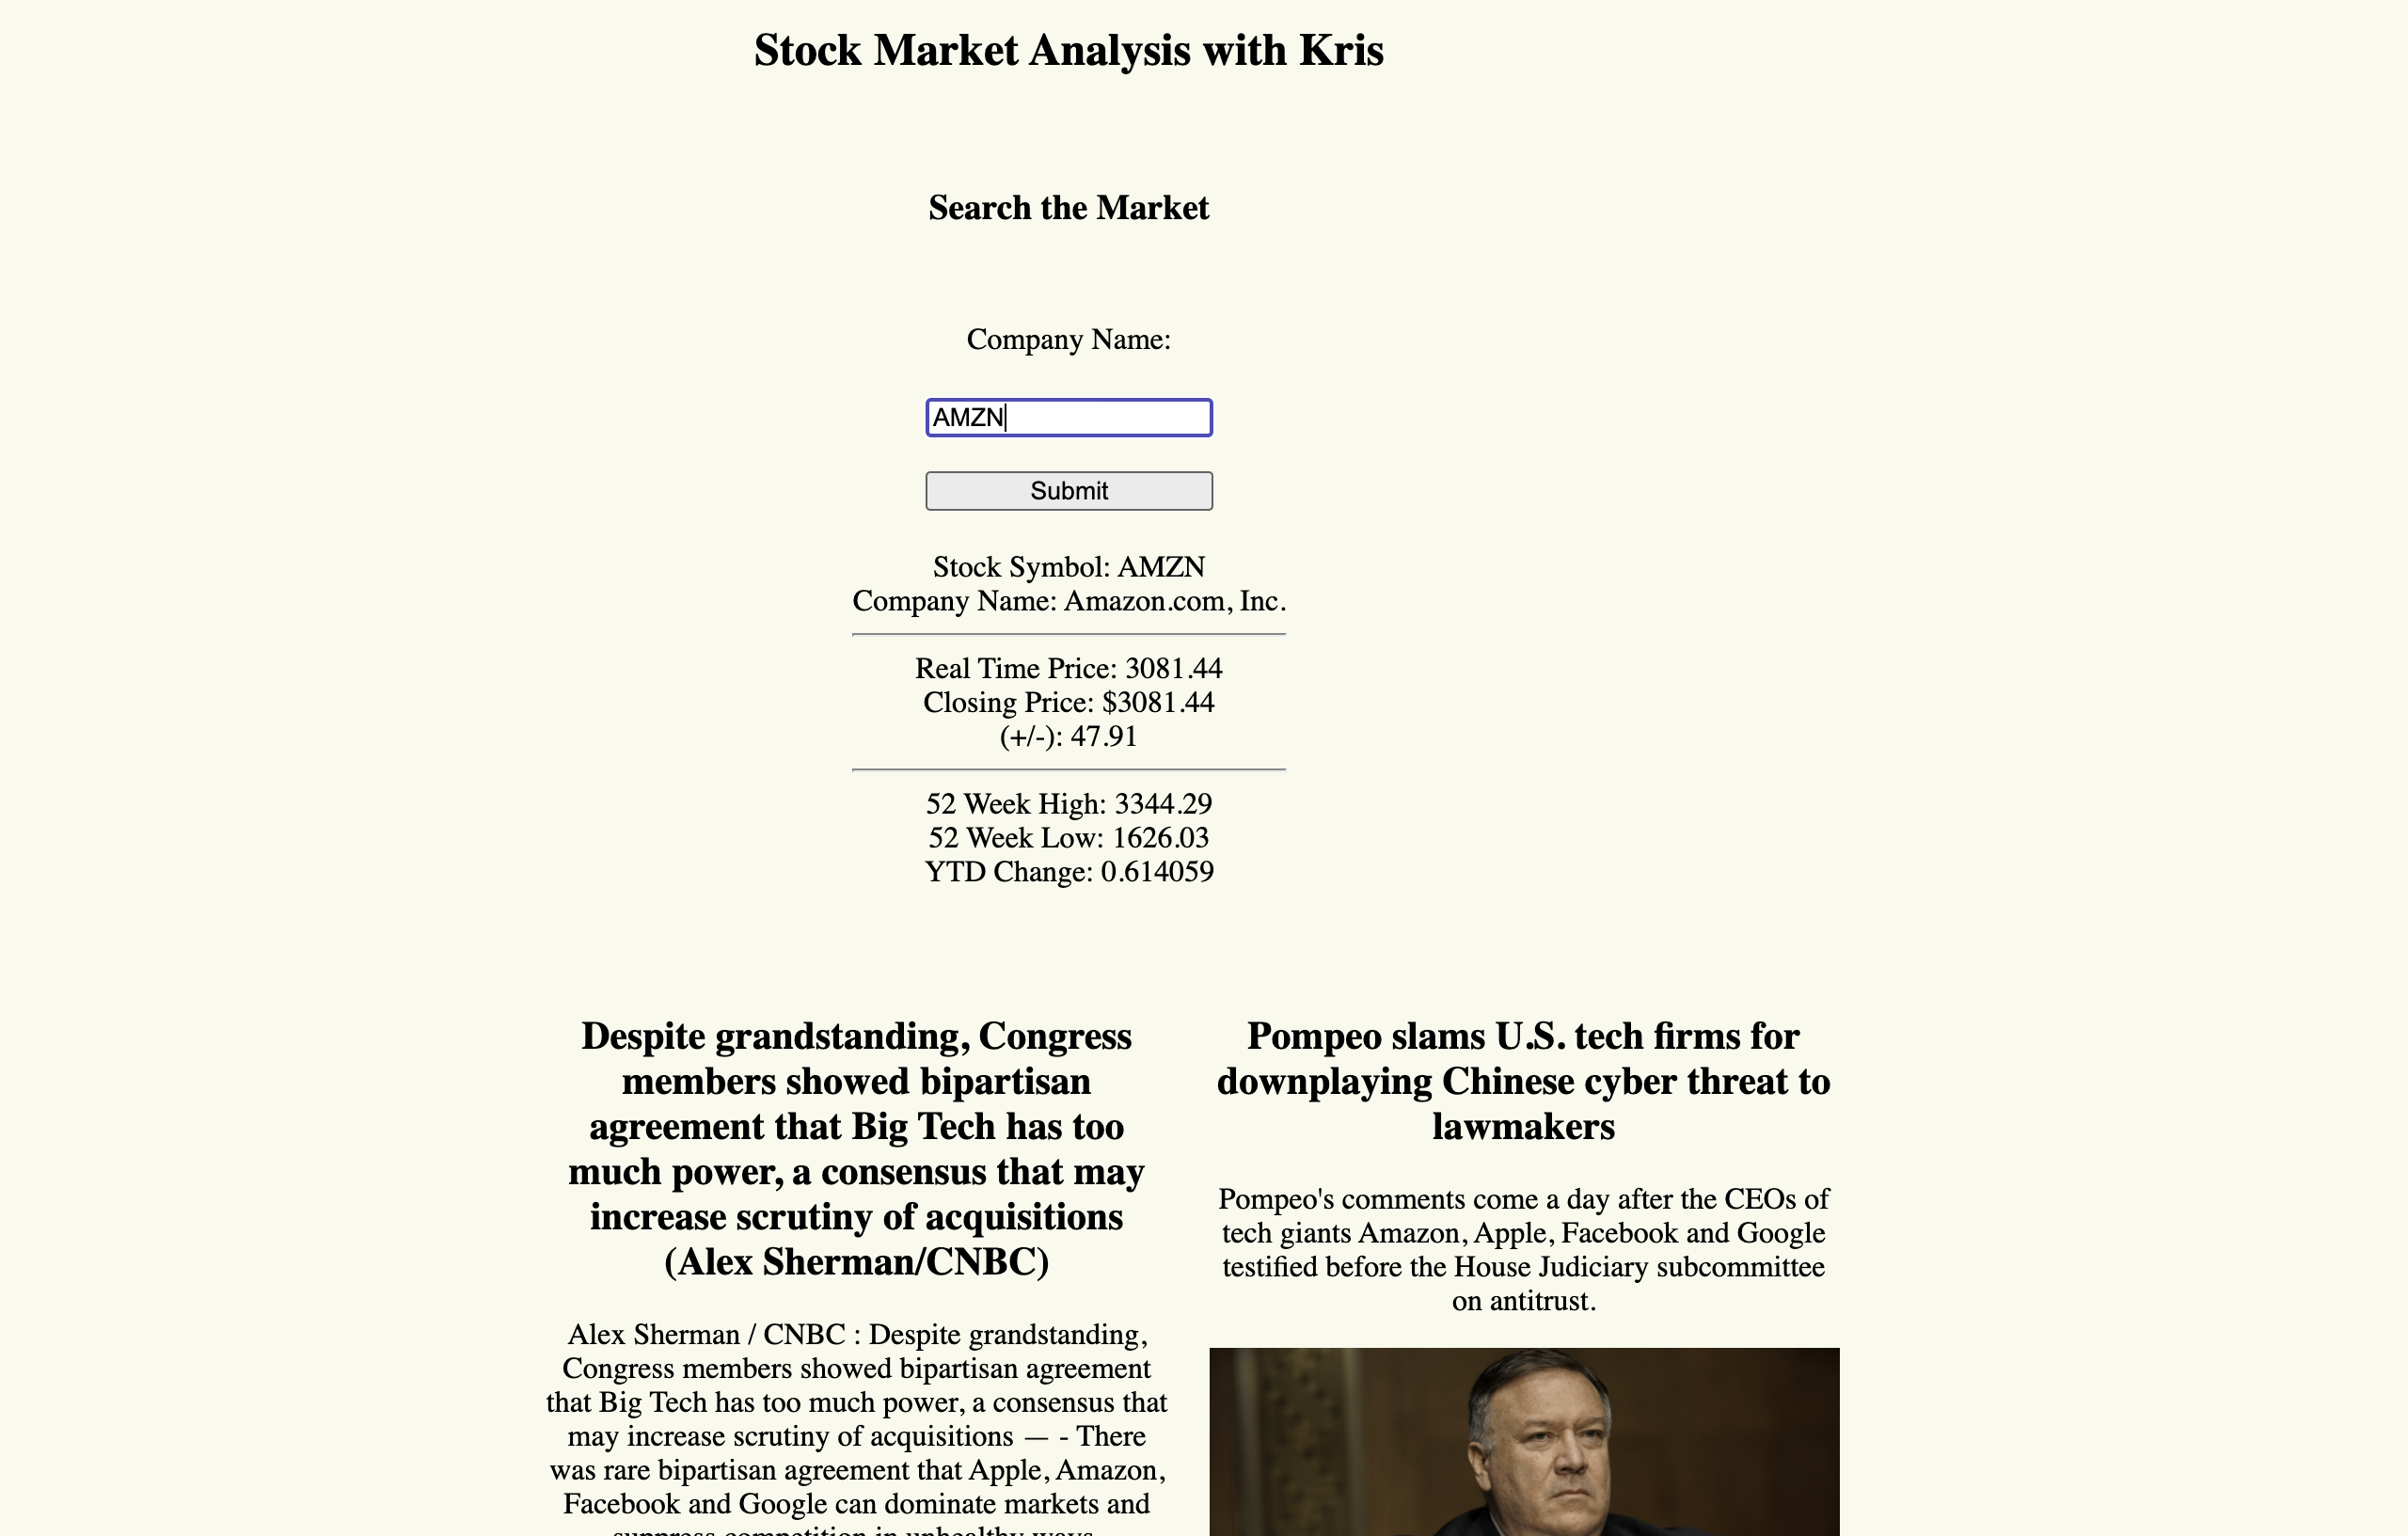 Stock Market Analysis with Kris
Search the Market
Company Name:
AMZN
Submit
Stock Symbol: AMZN
Company Name: Amazon.com, Inc.
Real Time Price: 3081.44
Closing Price: $3081.44
(+/-): 47.91
52 Week High: 3344.29
52 Week Low: 1626.03
YTD Change: 0.614059
Despite grandstanding, Congress
members showed bipartisan
agreement that Big Tech has too
much power, a consensus that may
increase scrutiny of acquisitions
(Alex Sherman/CNBC)
Alex Sherman / CNBC : Despite grandstanding,
Congress members showed bipartisan agreement
that Big Tech has too much power, a consensus that
may increase scrutiny of acquisitions — - There
was rare bipartisan agreement that Apple, Amazon,
Facebook and Google can dominate markets and
suppress competition in unhealthy ways
Pompeo slams U.S. tech firms for
downplaying Chinese cyber threat to
lawmakers
Pompeo's comments come a day after the CEOs of
tech giants Amazon, Apple, Facebook and Google
testified before the House Judiciary subcommittee
on antitrust.